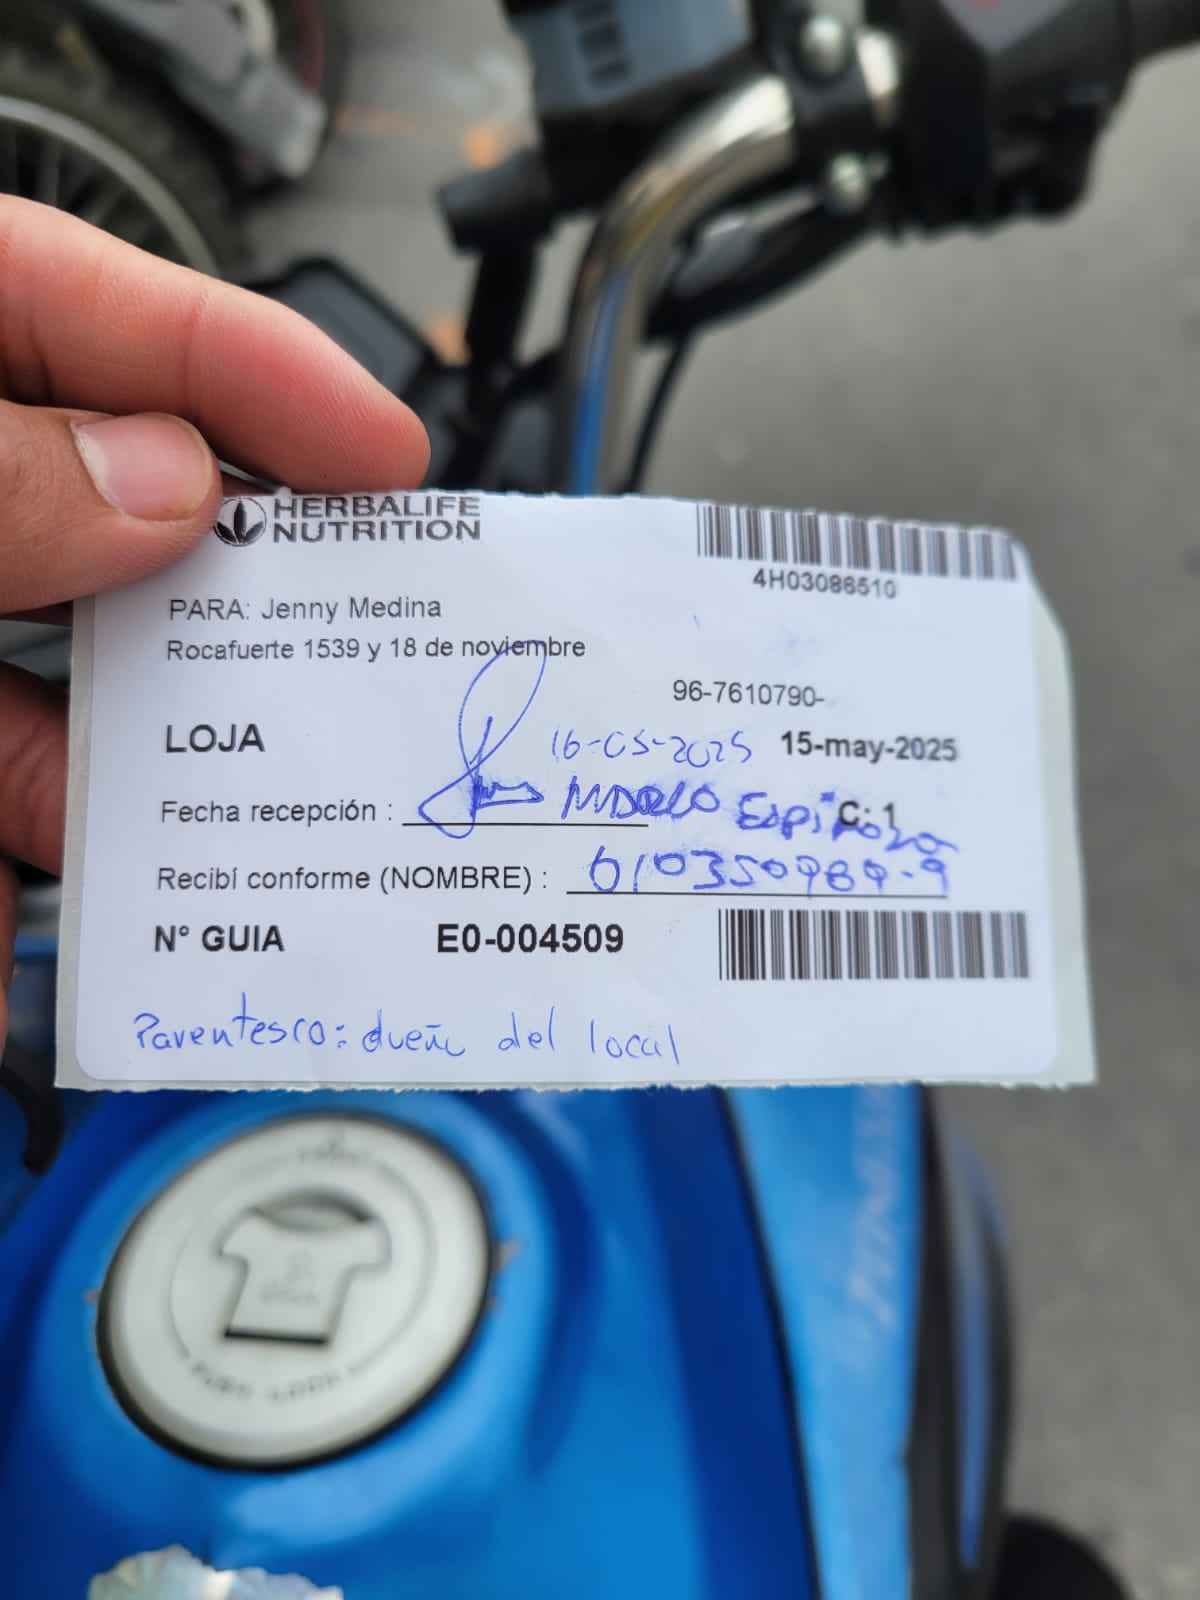 HERBALIFE
NUTRITION
4H03086510
PARA: Jenny Medina
Rocafuerte 1539 y 18 de noviembre
96-7610790-
LOJA
16-05-2025
15-may-2025
Fecha recepción :
Espinoza
C: 1
Recibí conforme (NOMBRE) :
N° GUIA
E0-004509
Parentesco: dueño del local